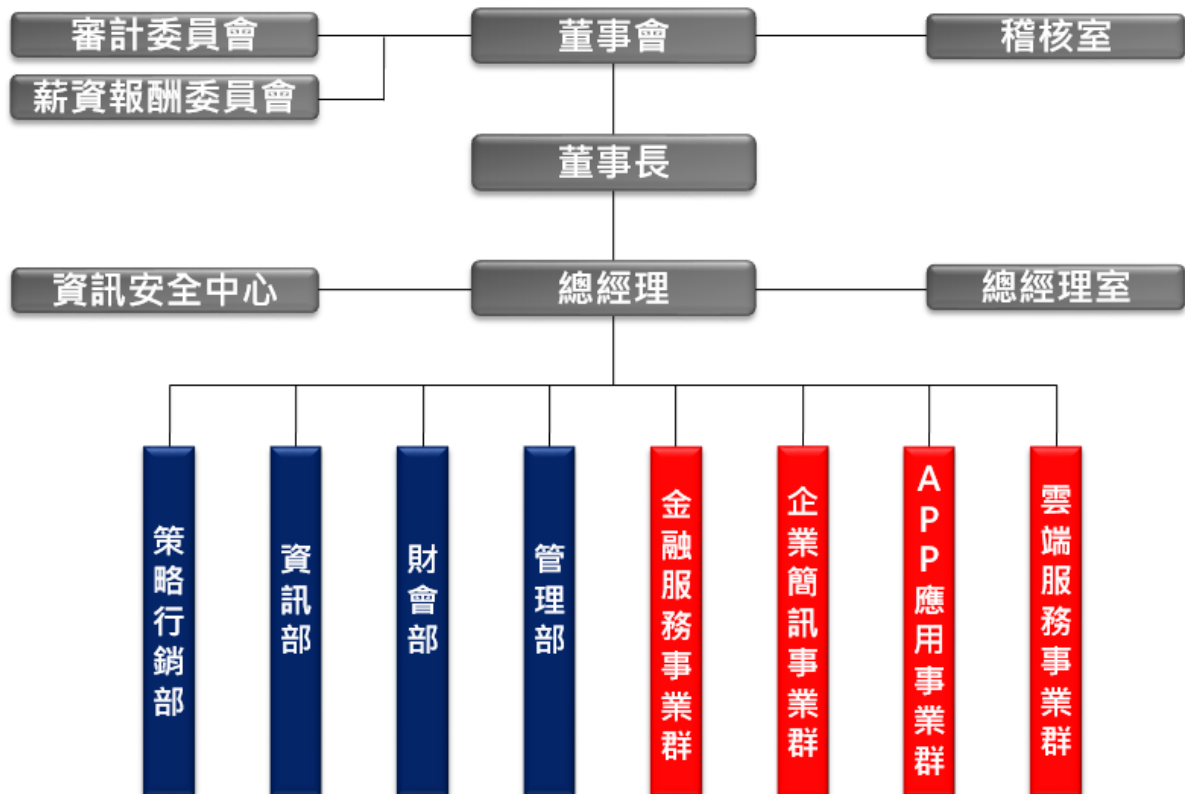 審計委員會
董事會
稽核室
薪資報酬委員會
董事長
資訊安全中心
總經理
總經理室
策略行銷部
資訊部
財會部
管理部
金融服務事業群
企業簡訊事業群
APP應用事業群
雲端服務事業群